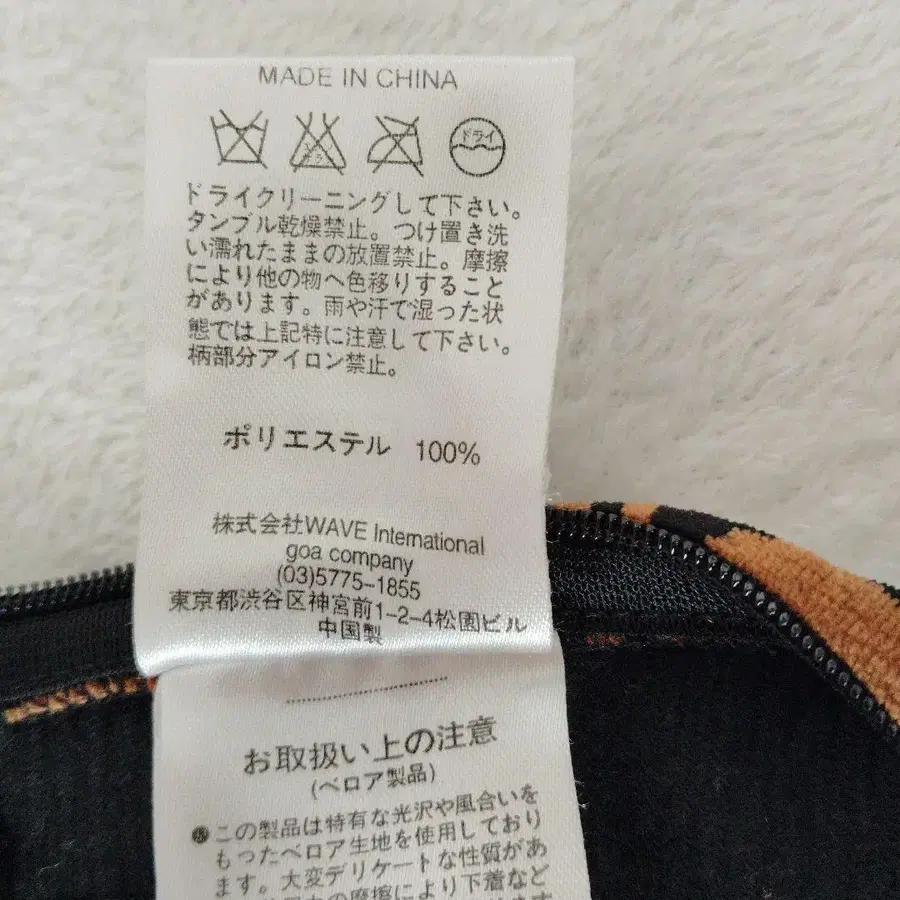 MADE IN CHINA
ドライ
ドライクリーニングして下さい。
タンブル乾燥禁止。つけ置き洗
い濡れたままの放置禁止。摩擦
により他の物へ色移りすること
があります。雨や汗で湿った状
態では上記特に注意して下さい。
柄部分アイロン禁止。
ポリエステル 100%
株式会社WAVE International
goa company
(03)5775-1855
東京都渋谷区神宮前1-2-4松園ビル
中国製
お取扱い上の注意
(ベロア製品)
この製品は特有な光沢や風合いを
もったベロア生地を使用しており
ます。大変デリケートな性質があ
の摩擦により下着など